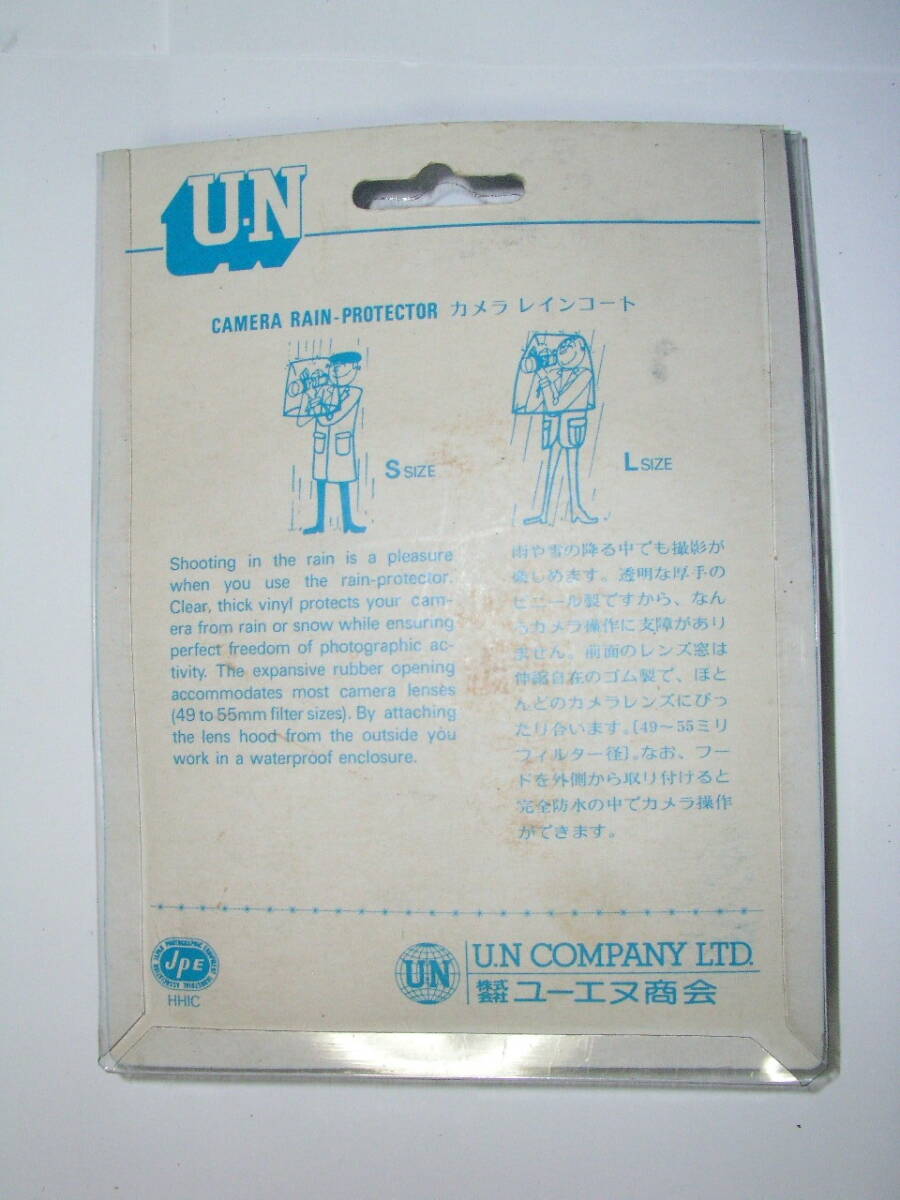 U.N
CAMERA RAIN-PROTECTOR カメラ レインコート
S SIZE
L SIZE
Shooting in the rain is a pleasure
when you use the rain-protector.
Clear, thick vinyl protects your cam-
era from rain or snow while ensuring
perfect freedom of photographic ac-
tivity. The expansive rubber opening
accommodates most camera lenses
(49 to 55mm filter sizes). By attaching
the lens hood from the outside you
work in a waterproof enclosure.
雨や雪の降る中でも撮影が
楽しめます。透明な厚手の
ビニール製ですから、なん
らカメラ操作に支障があり
ません。前面のレンズ窓は
伸縮自在のゴム製で、ほと
んどのカメラレンズにぴっ
たり合います。〔49～55ミリ
フィルター径〕。なお、フー
ドを外側から取り付けると
完全防水の中でカメラ操作
ができます。
JAPAN PHOTOGRAPHIC EQUIPMENT INDUSTRIAL ASSOCIATION
JPE
HHIC
U.N
U.N COMPANY LTD.
株式会社 ユーエヌ商会